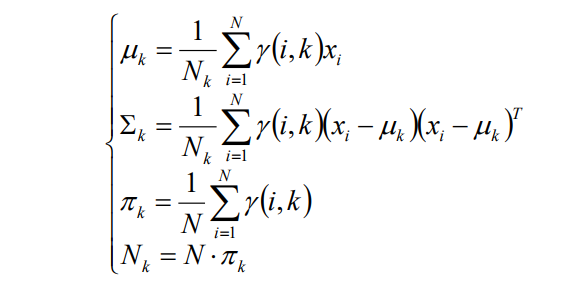 μ_k = \frac{1}{N_k} \sum_{i=1}^{N} γ(i,k)x_i
Σ_k = \frac{1}{N_k} \sum_{i=1}^{N} γ(i,k)(x_i − μ_k)(x_i − μ_k)^T
π_k = \frac{1}{N} \sum_{i=1}^{N} γ(i,k)
N_k = N · π_k